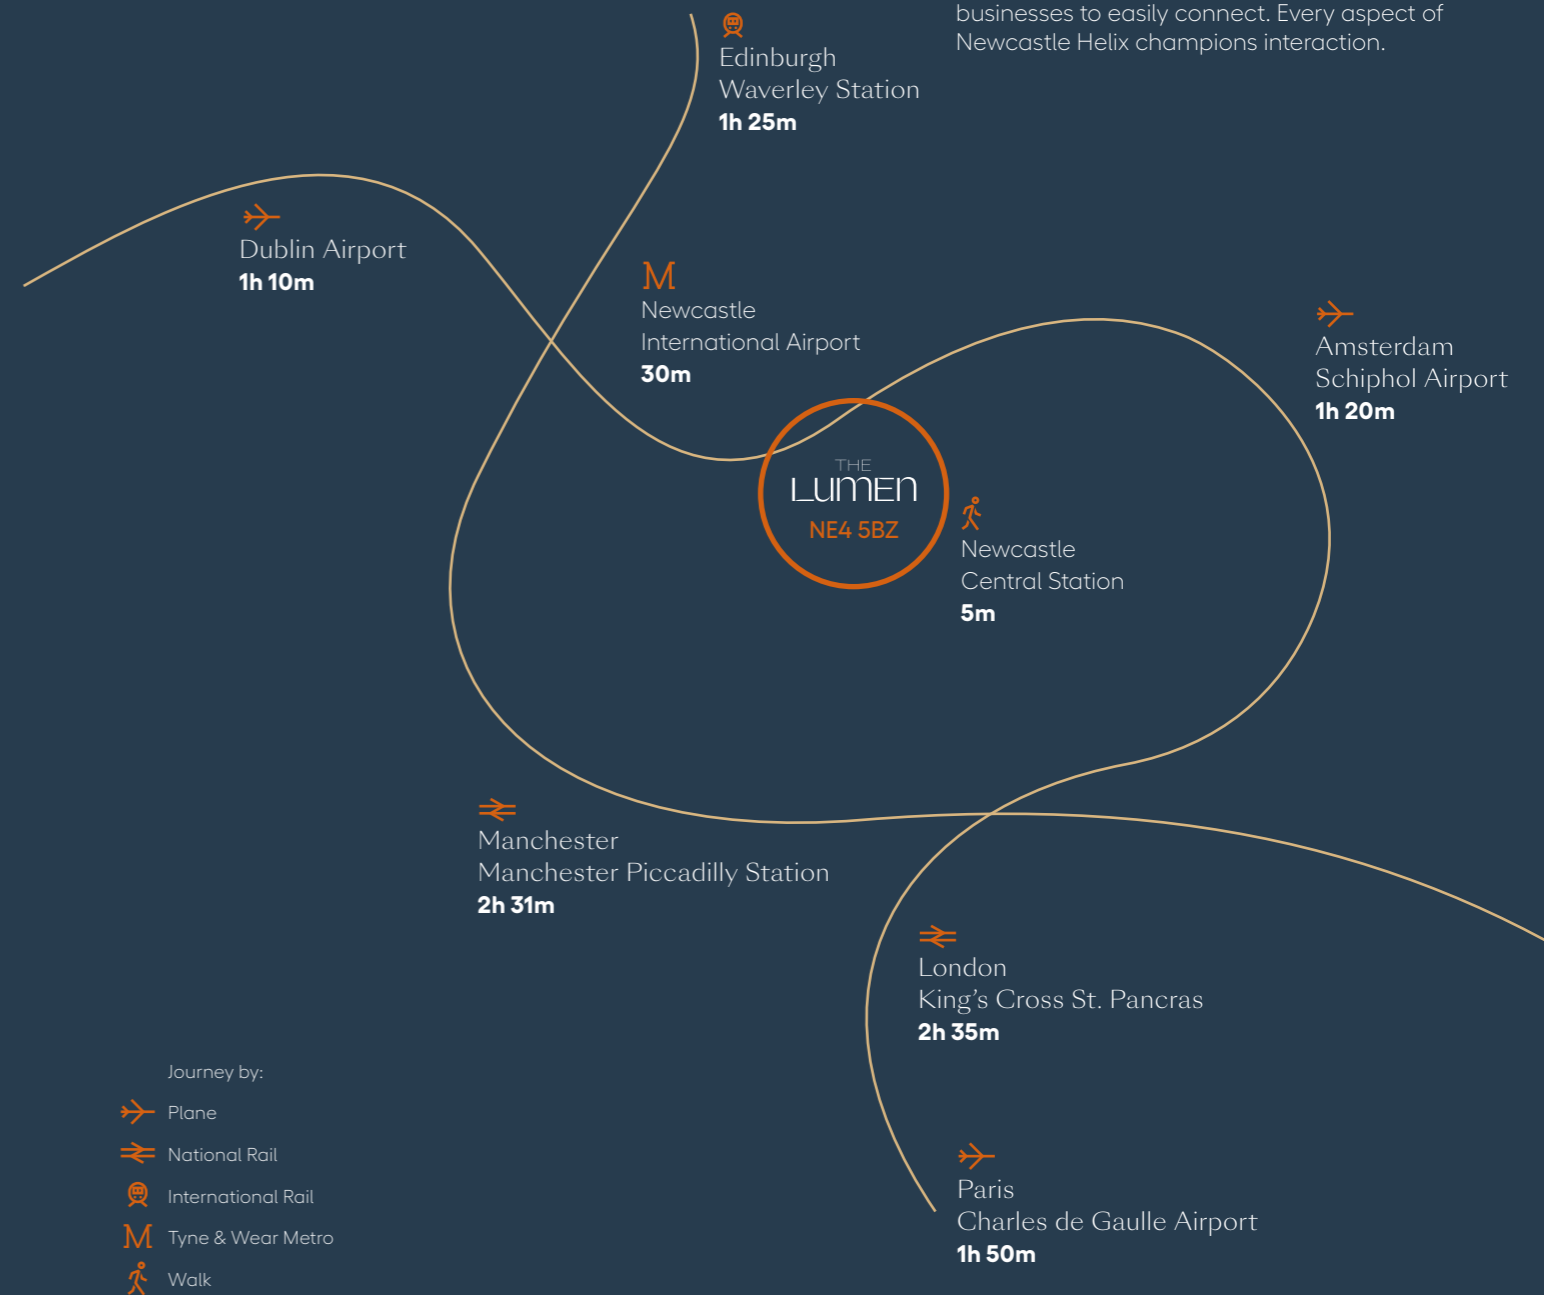 businesses to easily connect. Every aspect of
Newcastle Helix champions interaction.
Edinburgh
Waverley Station
1h 25m
Dublin Airport
1h 10m
M
Newcastle
International Airport
30m
Amsterdam
Schiphol Airport
1h 20m
THE
LUMEN
NE4 5BZ
Newcastle
Central Station
5m
Manchester
Manchester Piccadilly Station
2h 31m
London
King’s Cross St. Pancras
2h 35m
Paris
Charles de Gaulle Airport
1h 50m
Journey by:
Plane
National Rail
International Rail
M Tyne & Wear Metro
Walk